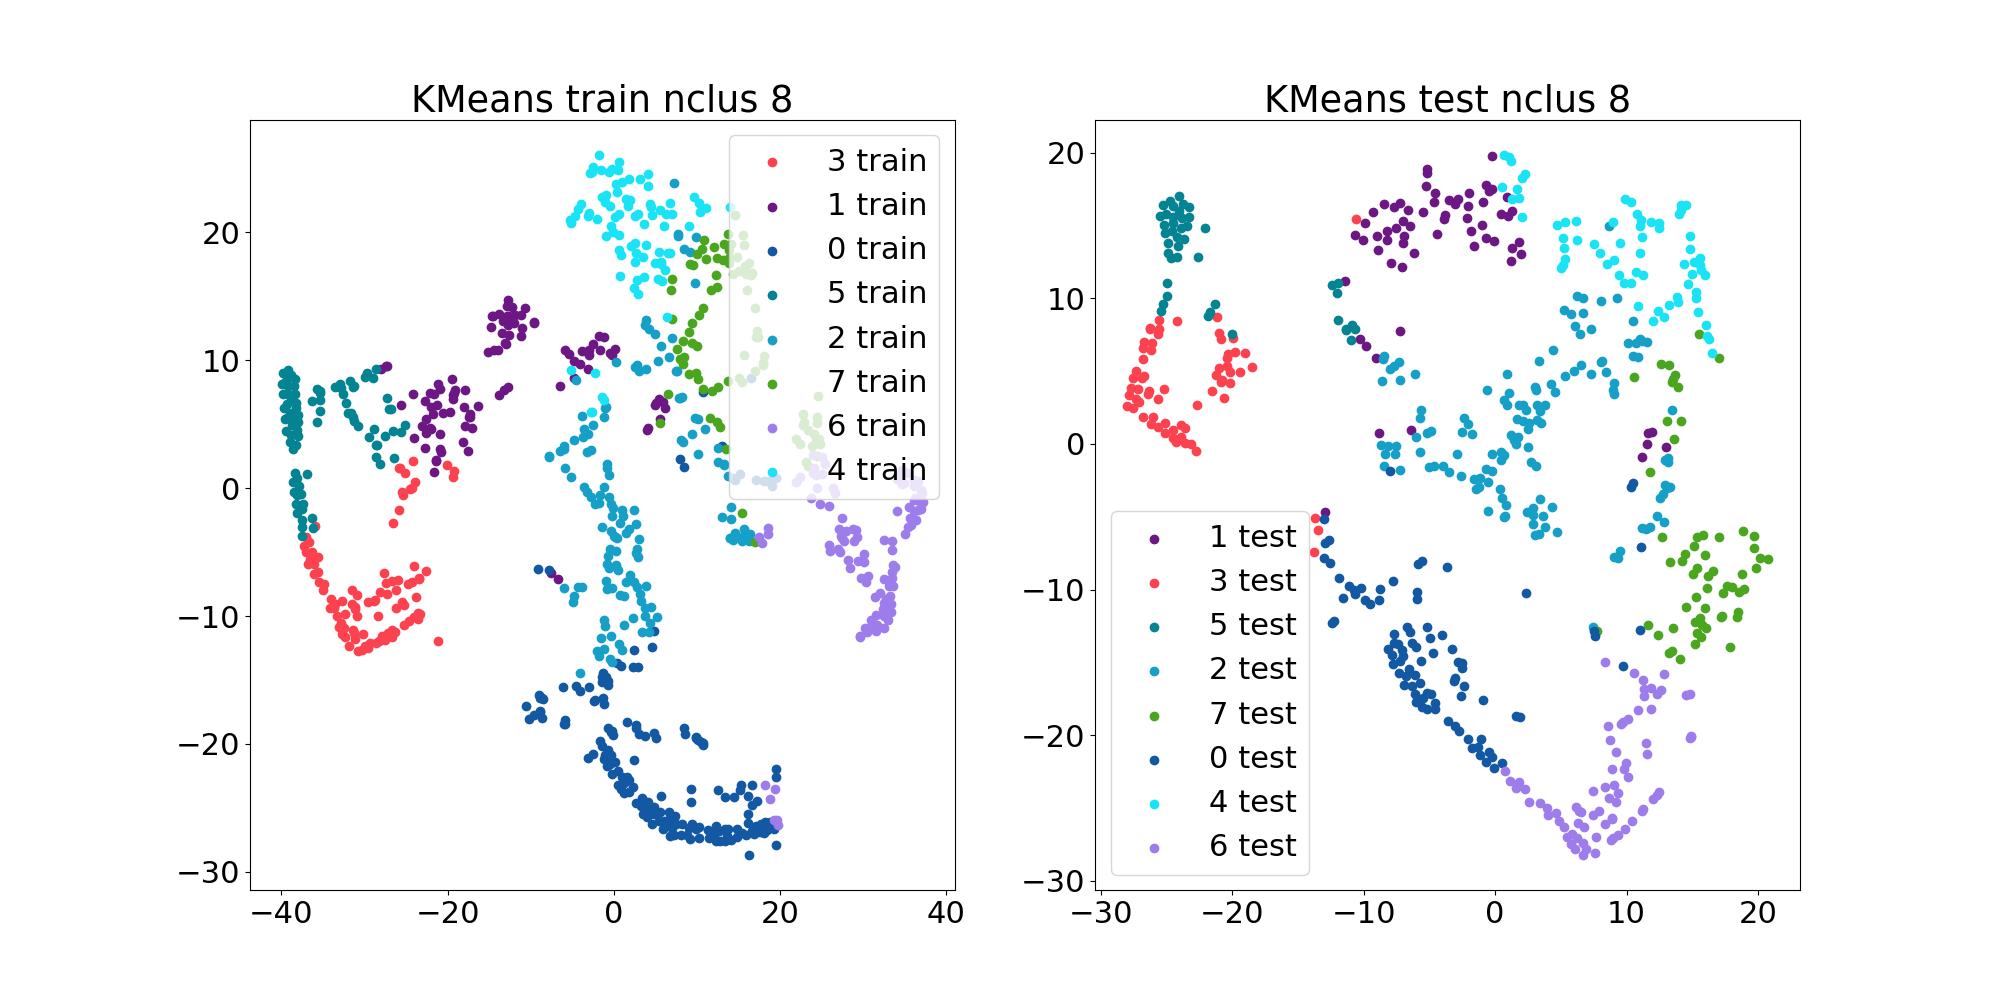 KMeans train nclus 8
20
10
0
−10
−20
−30
−40
−20
0
20
40
3 train
1 train
0 train
5 train
2 train
7 train
6 train
4 train
KMeans test nclus 8
20
10
0
−10
−20
−30
−30
−20
−10
0
10
20
1 test
3 test
5 test
2 test
7 test
0 test
4 test
6 test